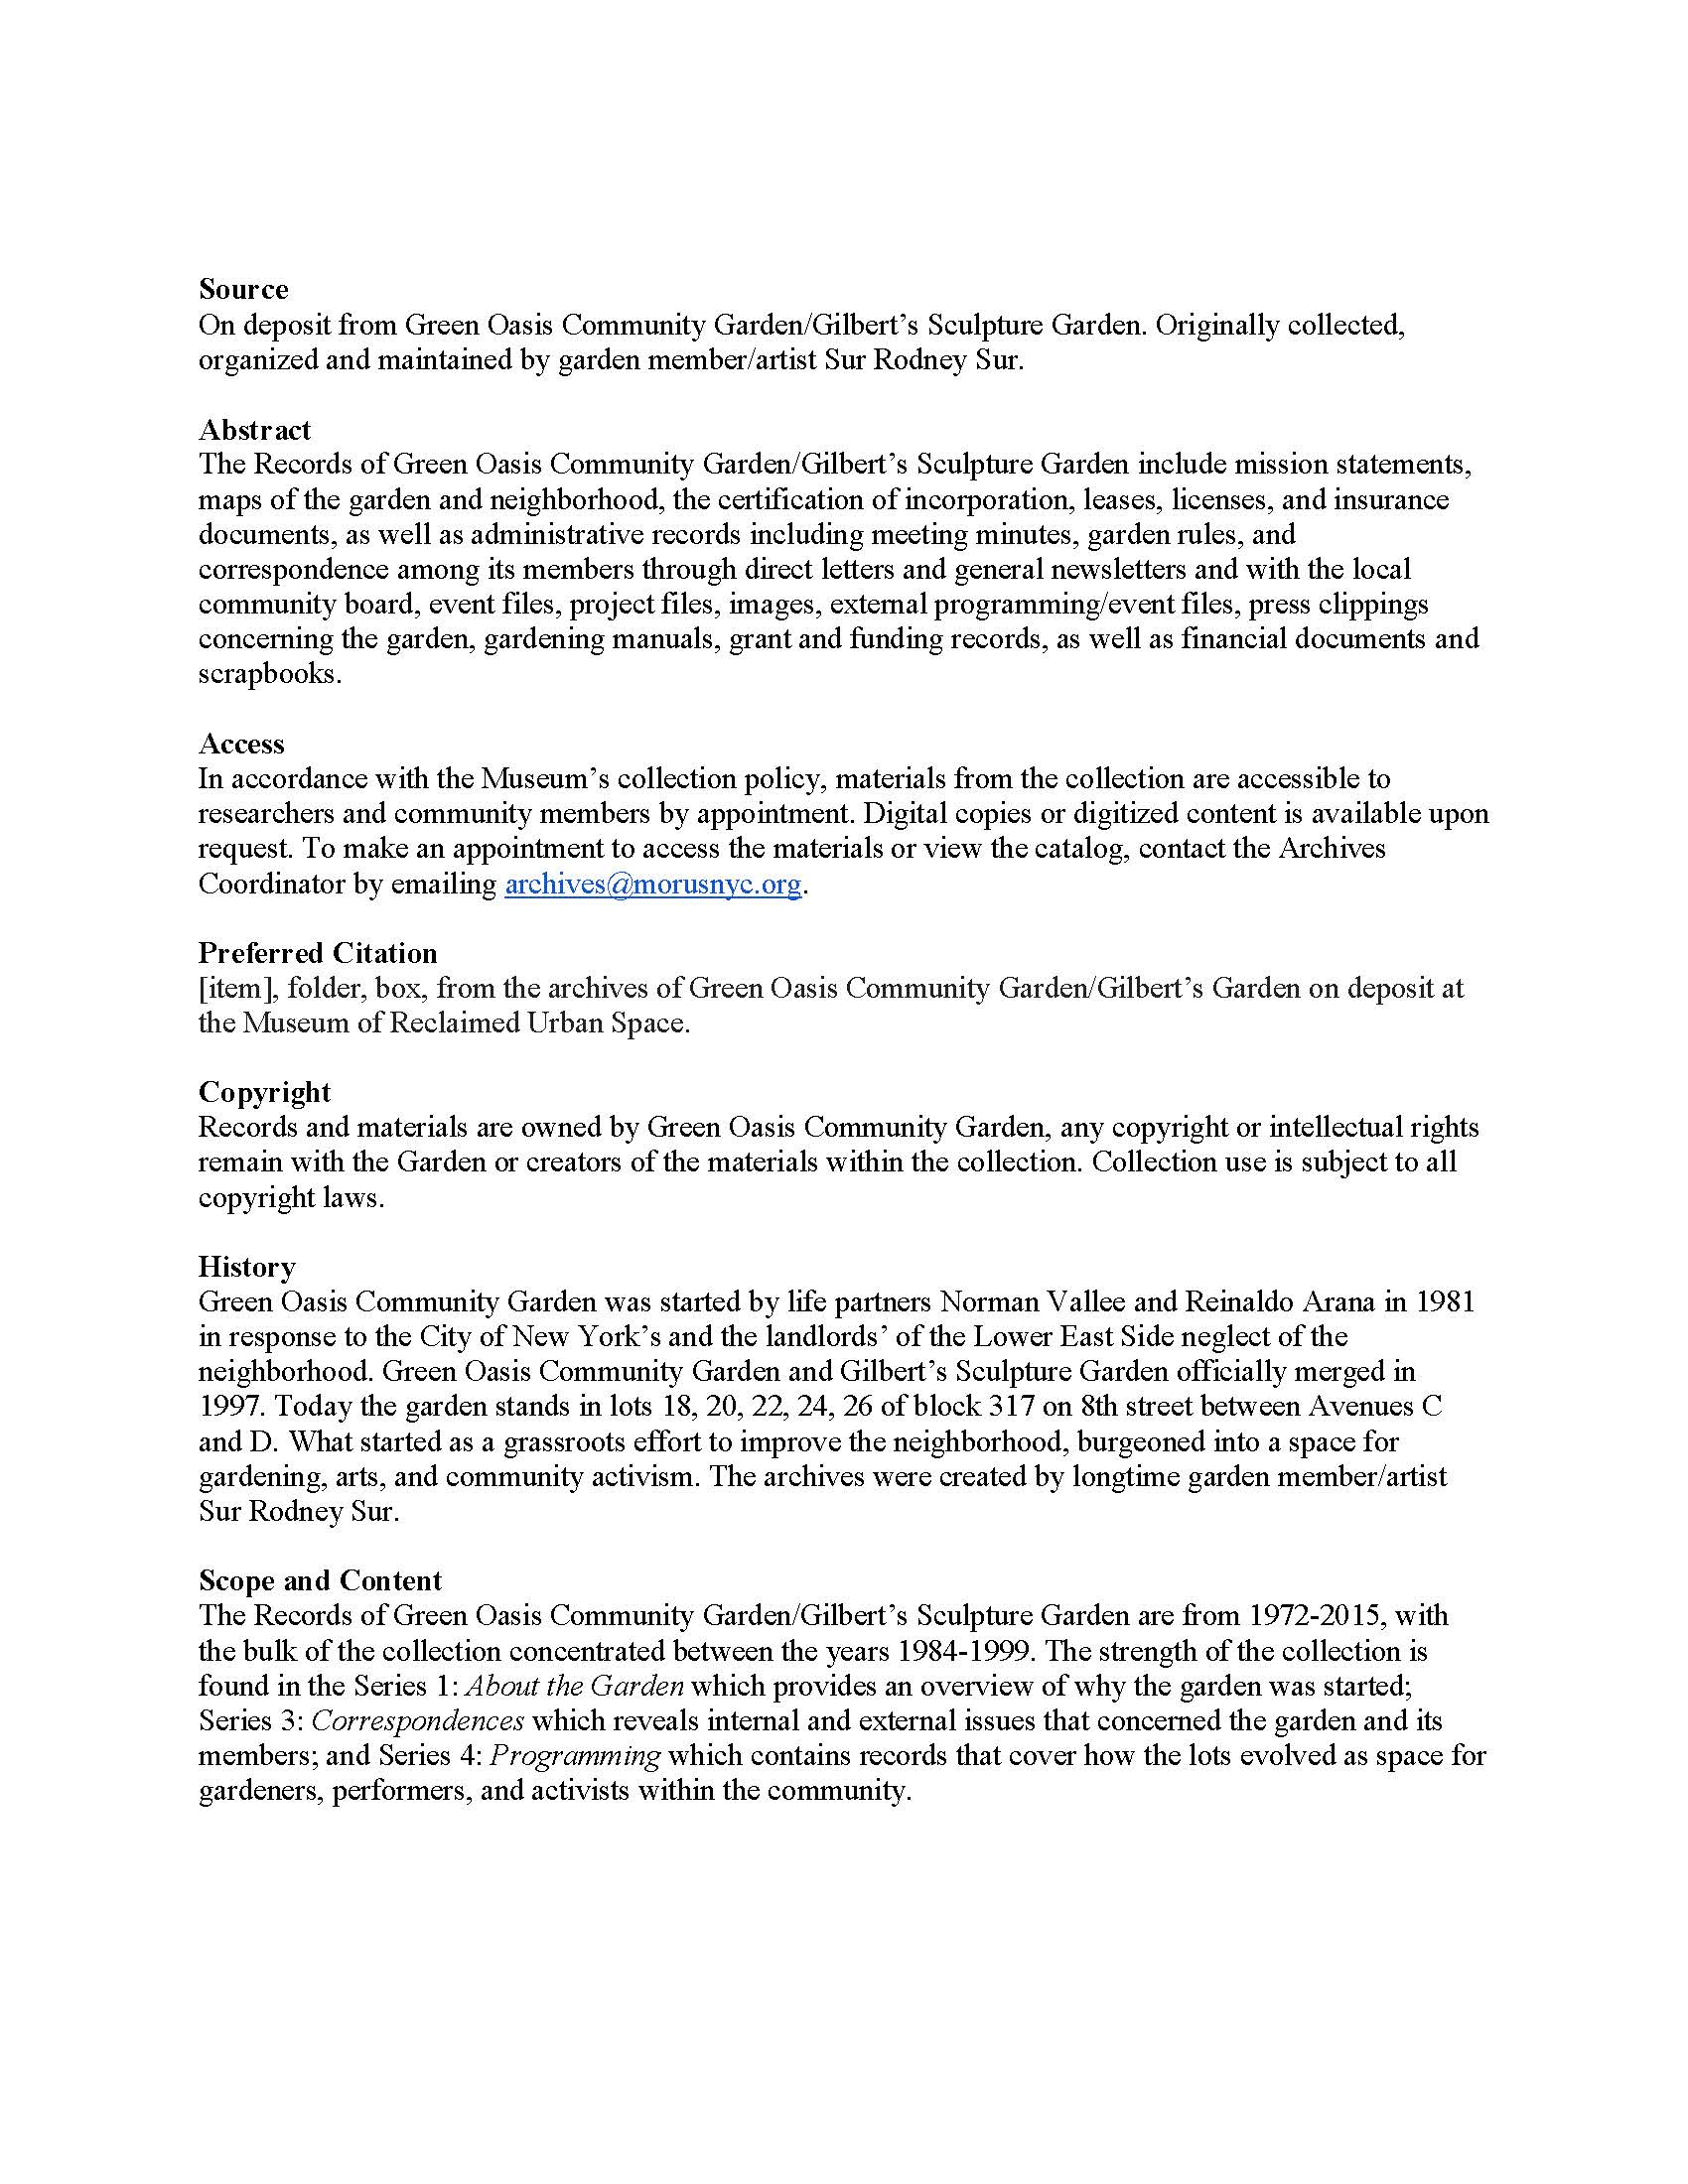 Source
On deposit from Green Oasis Community Garden/Gilbert’s Sculpture Garden. Originally collected,
organized and maintained by garden member/artist Sur Rodney Sur.
Abstract
The Records of Green Oasis Community Garden/Gilbert’s Sculpture Garden include mission statements,
maps of the garden and neighborhood, the certification of incorporation, leases, licenses, and insurance
documents, as well as administrative records including meeting minutes, garden rules, and
correspondence among its members through direct letters and general newsletters and with the local
community board, event files, project files, images, external programming/event files, press clippings
concerning the garden, gardening manuals, grant and funding records, as well as financial documents and
scrapbooks.
Access
In accordance with the Museum’s collection policy, materials from the collection are accessible to
researchers and community members by appointment. Digital copies or digitized content is available upon
request. To make an appointment to access the materials or view the catalog, contact the Archives
Coordinator by emailing archives@morusnyc.org.
Preferred Citation
[item], folder, box, from the archives of Green Oasis Community Garden/Gilbert’s Garden on deposit at
the Museum of Reclaimed Urban Space.
Copyright
Records and materials are owned by Green Oasis Community Garden, any copyright or intellectual rights
remain with the Garden or creators of the materials within the collection. Collection use is subject to all
copyright laws.
History
Green Oasis Community Garden was started by life partners Norman Vallee and Reinaldo Arana in 1981
in response to the City of New York’s and the landlords’ of the Lower East Side neglect of the
neighborhood. Green Oasis Community Garden and Gilbert’s Sculpture Garden officially merged in
1997. Today the garden stands in lots 18, 20, 22, 24, 26 of block 317 on 8th street between Avenues C
and D. What started as a grassroots effort to improve the neighborhood, burgeoned into a space for
gardening, arts, and community activism. The archives were created by longtime garden member/artist
Sur Rodney Sur.
Scope and Content
The Records of Green Oasis Community Garden/Gilbert’s Sculpture Garden are from 1972-2015, with
the bulk of the collection concentrated between the years 1984-1999. The strength of the collection is
found in the Series 1: About the Garden which provides an overview of why the garden was started;
Series 3: Correspondences which reveals internal and external issues that concerned the garden and its
members; and Series 4: Programming which contains records that cover how the lots evolved as space for
gardeners, performers, and activists within the community.